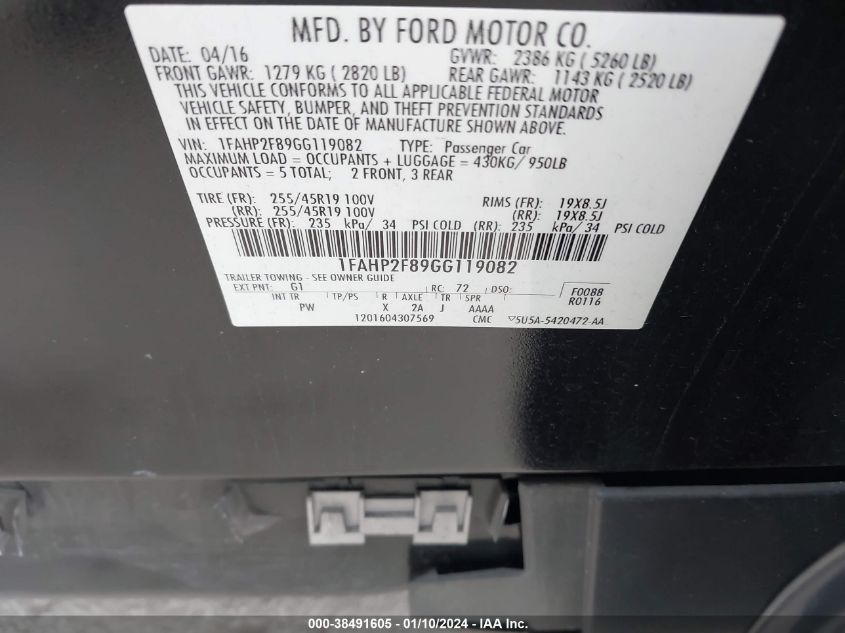 MFD. BY FORD MOTOR CO.
DATE: 04/16 GVWR: 2386 KG ( 5260 LB)
FRONT GAWR: 1279 KG ( 2820 LB) REAR GAWR: 1143 KG ( 2520 LB)
THIS VEHICLE CONFORMS TO ALL APPLICABLE FEDERAL MOTOR
VEHICLE SAFETY, BUMPER, AND THEFT PREVENTION STANDARDS
IN EFFECT ON THE DATE OF MANUFACTURE SHOWN ABOVE.
VIN: 1FAHP2F89GG119082 TYPE: Passenger Car
MAXIMUM LOAD = OCCUPANTS + LUGGAGE = 430KG/ 950LB
OCCUPANTS = 5 TOTAL; 2 FRONT, 3 REAR
TIRE (FR): 255/45R19 100V RIMS (FR): 19X8.5J
(RR): 255/45R19 100V (RR): 19X8.5J
PRESSURE (FR): 235 kPa/ 34 PSI COLD (RR): 235 kPa/ 34 PSI COLD
1FAHP2F89GG119082
TRAILER TOWING - SEE OWNER GUIDE
EXT PNT: G1 RC: 72 DSO: F0088
R0116
INT TR TP/PS R AXLE TR SPR
PW X 2A J AAAA
1201604307569 CMC 5U5A-5420472-AA
000-38491605 - 01/10/2024 - IAA Inc.